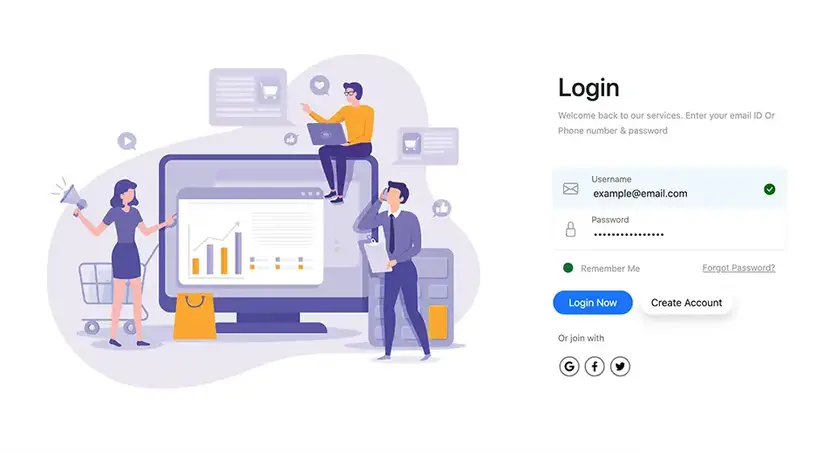 Login
Welcome back to our services. Enter your email ID Or
Phone number & password
Username
example@email.com
Password
••••••••••••••••
Remember Me
Forgot Password?
Login Now
Create Account
Or join with